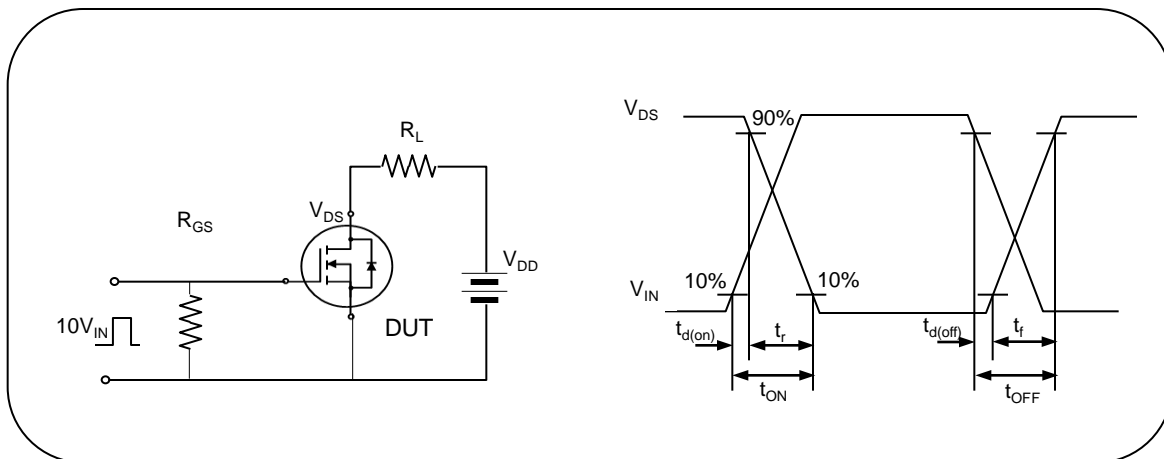 R_L
V_DS
R_GS
V_DD
10V_IN
DUT
V_DS
90%
V_IN
10%
10%
t_d(on)
t_r
t_ON
t_d(off)
t_f
t_OFF